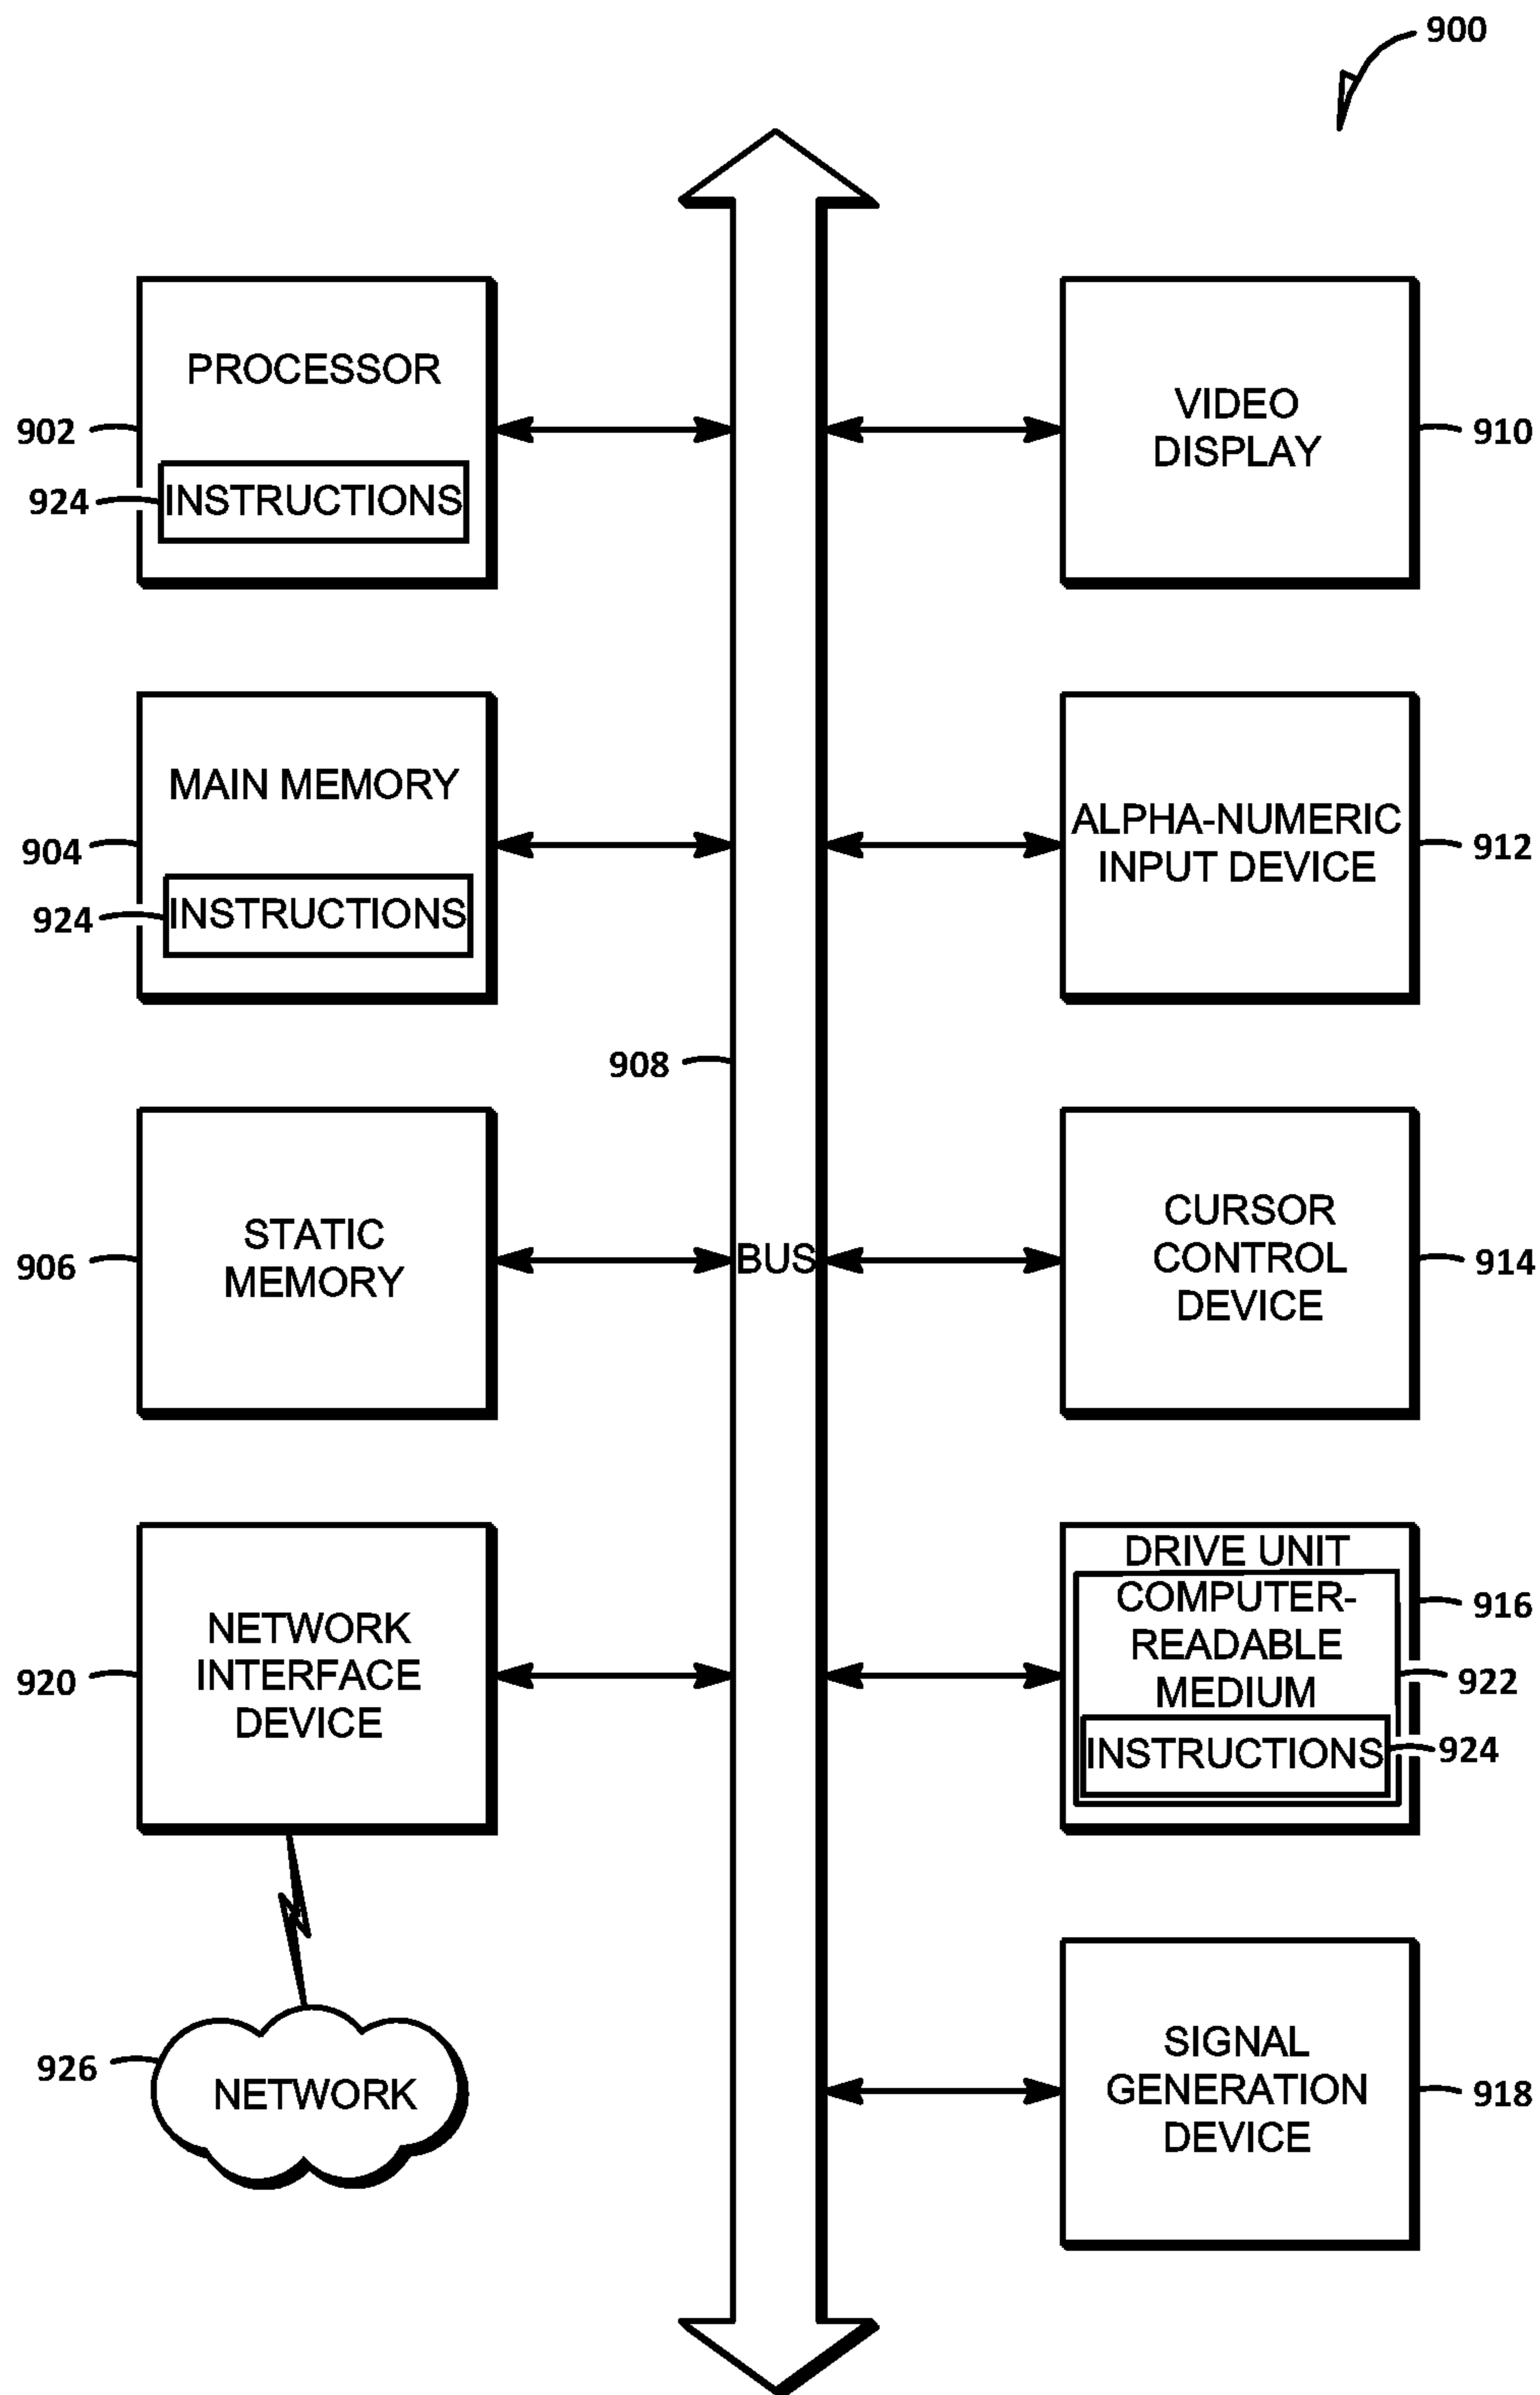 900
PROCESSOR
902
924
INSTRUCTIONS
MAIN MEMORY
904
924
INSTRUCTIONS
908
STATIC
MEMORY
906
BUS
NETWORK
INTERFACE
DEVICE
920
926
NETWORK
VIDEO
DISPLAY
910
ALPHA-NUMERIC
INPUT DEVICE
912
CURSOR
CONTROL
DEVICE
914
DRIVE UNIT
COMPUTER-
READABLE
MEDIUM
916
922
INSTRUCTIONS
924
SIGNAL
GENERATION
DEVICE
918